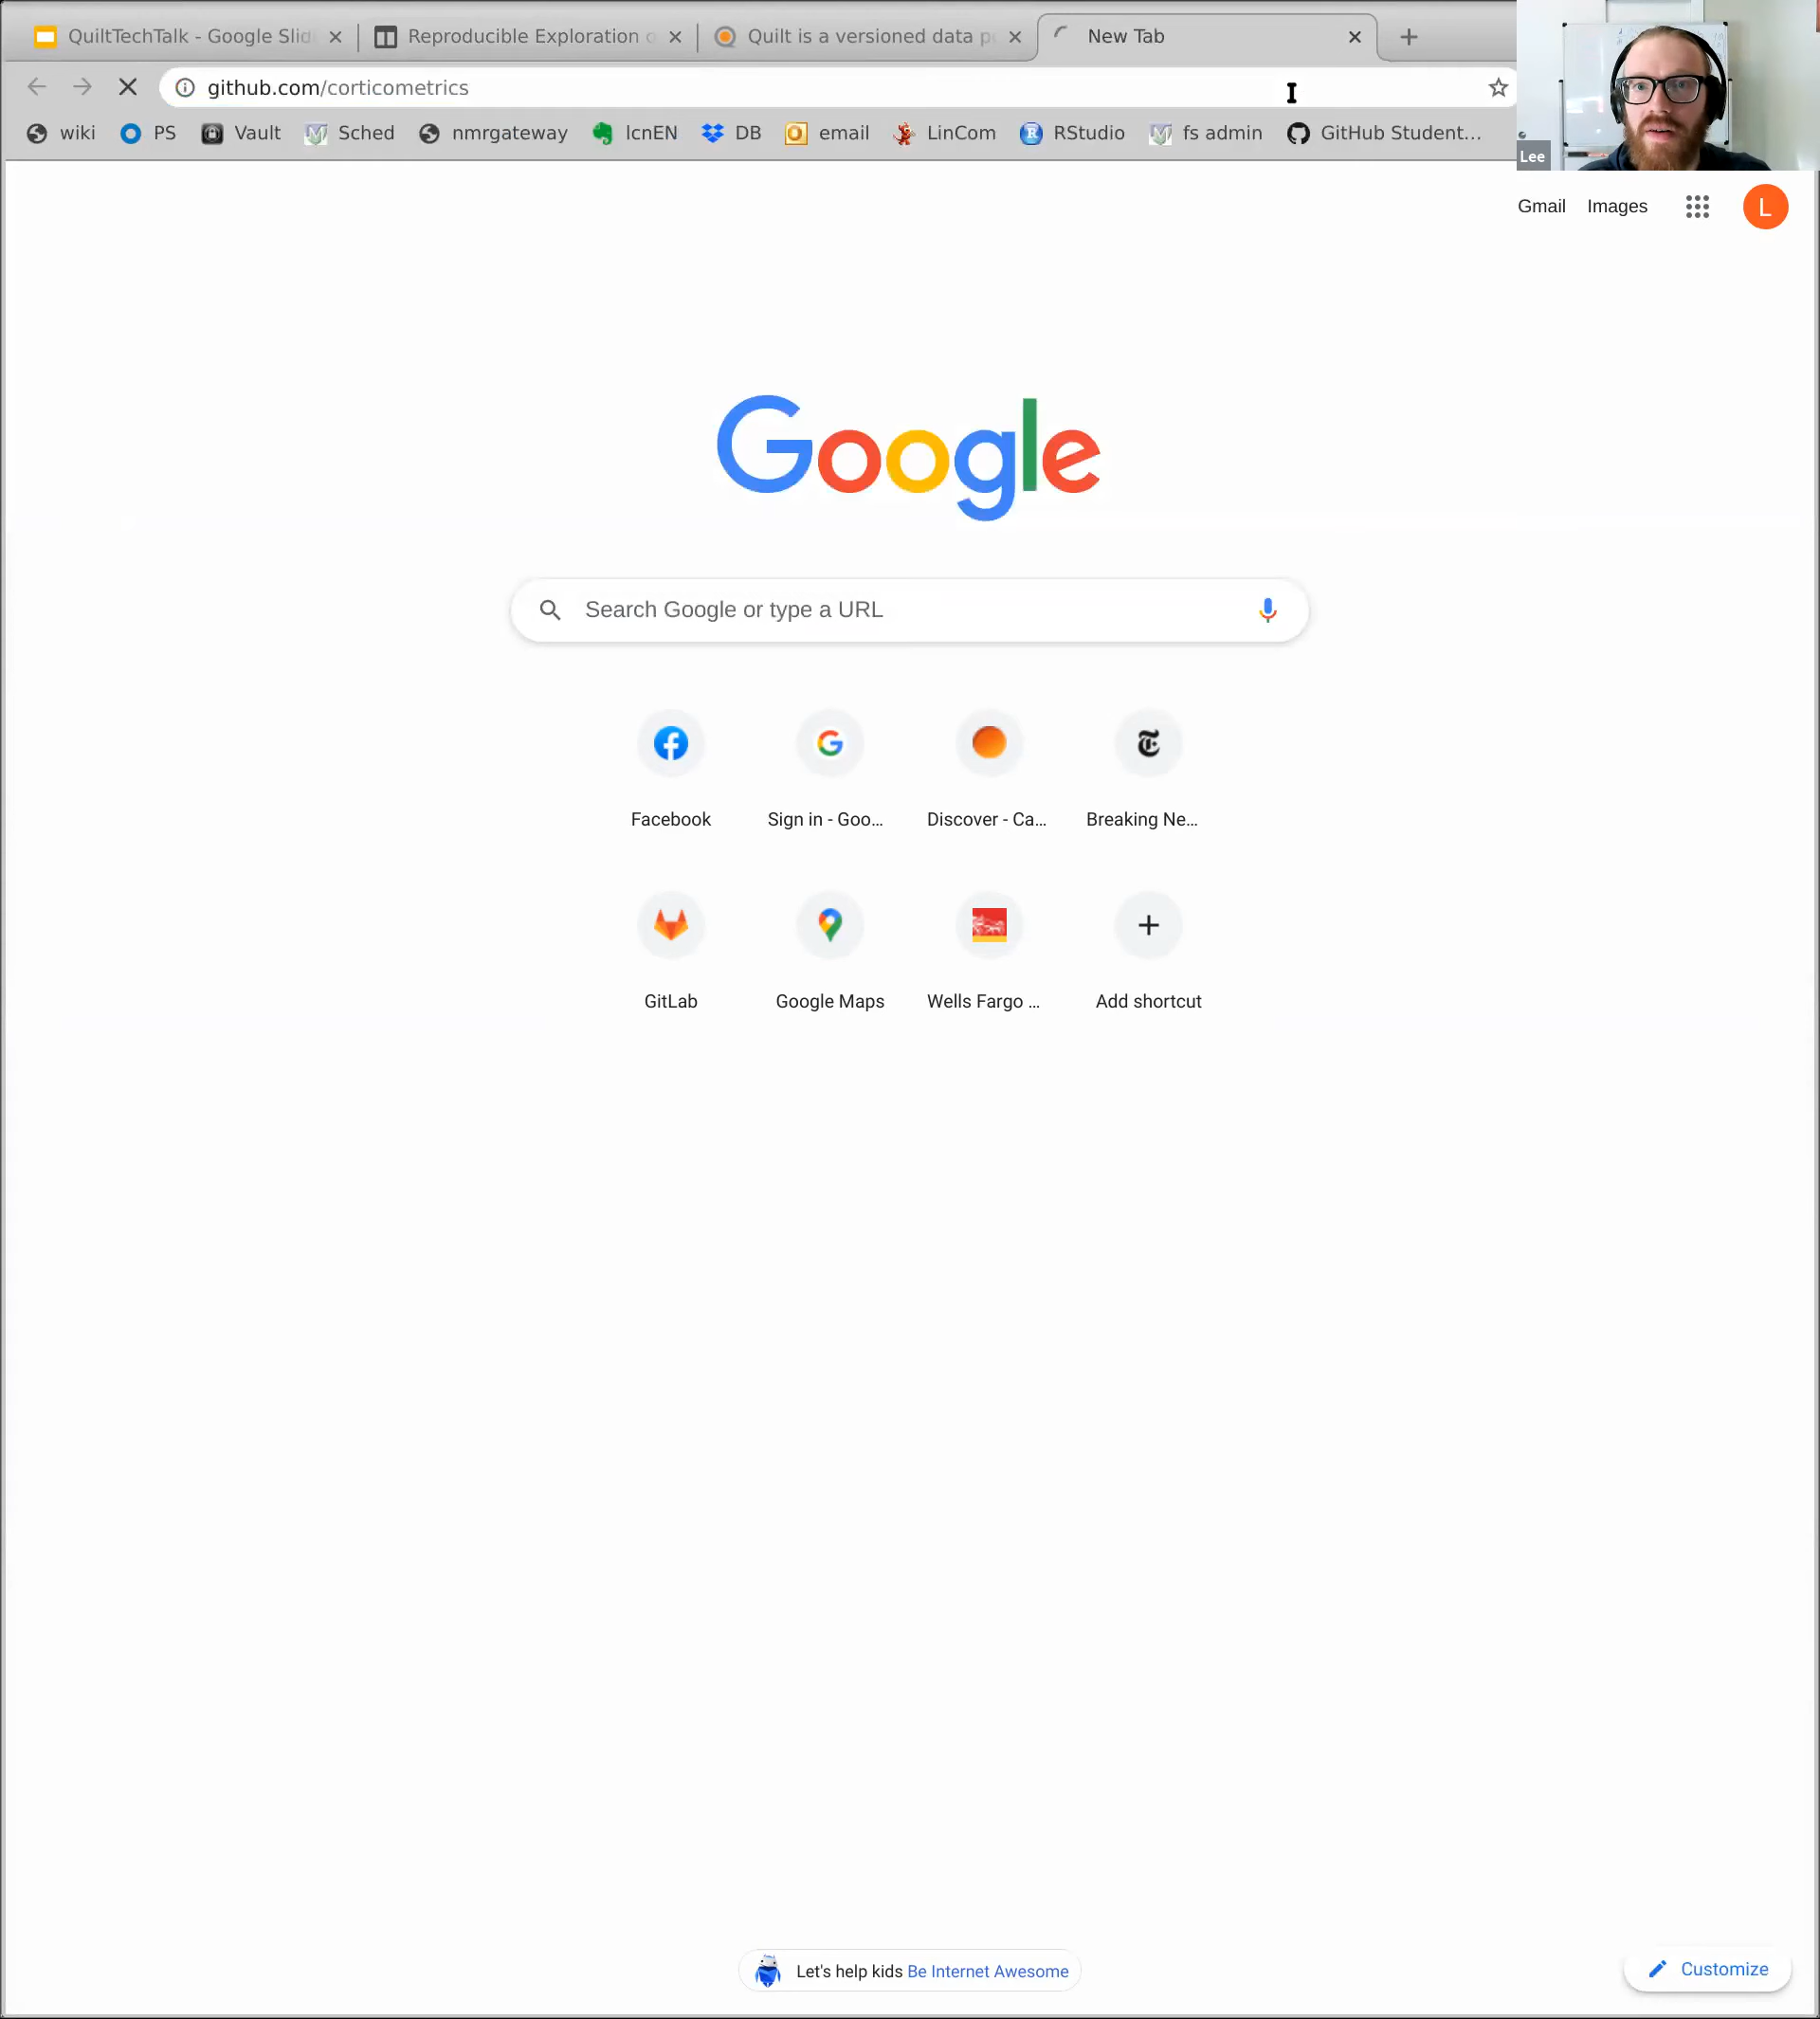 QuiltTechTalk - Google Slid
Reproducible Exploration o
Quilt is a versioned data p
New Tab
github.com/corticometrics
wiki
PS
Vault
Sched
nmrgateway
lcnEN
DB
email
LinCom
RStudio
fs admin
GitHub Student...
Lee
Gmail
Images
L
Google
Search Google or type a URL
Facebook
Sign in - Goo...
Discover - Ca...
Breaking Ne...
GitLab
Google Maps
Wells Fargo ...
Add shortcut
Let's help kids Be Internet Awesome
Customize